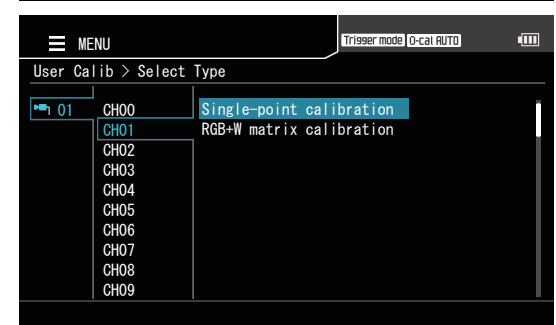 MENU
Trigger mode 0-cal AUTO
User Calib > Select Type
01 CH00 Single-point calibration
CH01 RGB+W matrix calibration
CH02
CH03
CH04
CH05
CH06
CH07
CH08
CH09